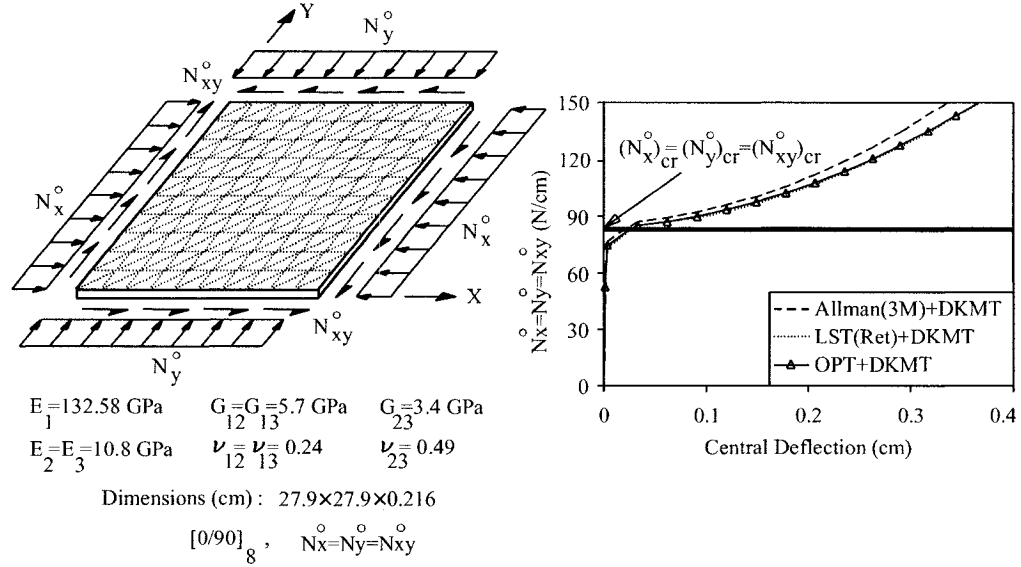 Y
N°y
N°xy
N°x
N°x
X
N°xy
N°y
E1=132.58 GPa G12=G13=5.7 GPa G23=3.4 GPa
E2=E3=10.8 GPa ν12=ν13=0.24 ν23=0.49
Dimensions (cm) : 27.9×27.9×0.216
[0/90]8 , N°x=N°y=N°xy
150
120
90
60
30
0
N°x=N°y=N°xy (N/cm)
(N°x)cr=(N°y)cr=(N°xy)cr
Allman(3M)+DKMT
LST(Ret)+DKMT
OPT+DKMT
0 0.1 0.2 0.3 0.4
Central Deflection (cm)